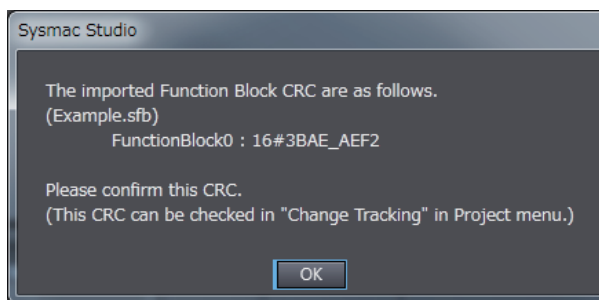 Sysmac Studio
The imported Function Block CRC are as follows.
(Example.sfb)
FunctionBlock0 : 16#3BAE_AEF2
Please confirm this CRC.
(This CRC can be checked in "Change Tracking" in Project menu.)
OK